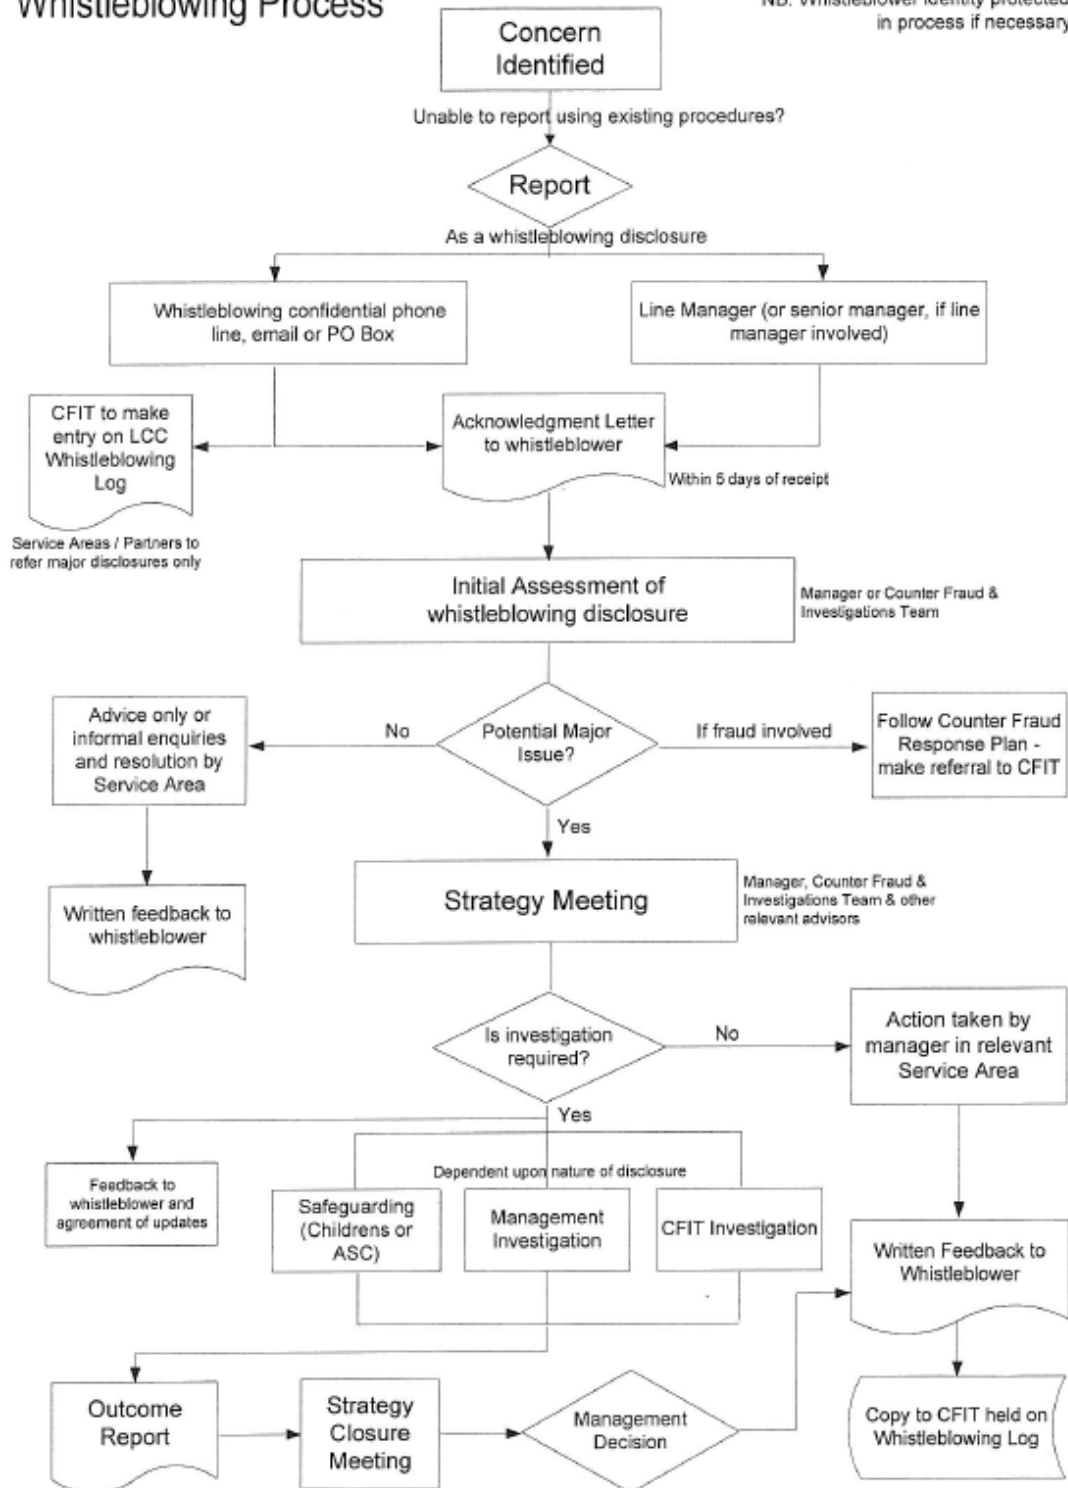 Whistleblowing Process
NB. Whistleblower identity protected
in process if necessary
Concern
Identified
Unable to report using existing procedures?
Report
As a whistleblowing disclosure
Whistleblowing confidential phone
line, email or PO Box
Line Manager (or senior manager, if line
manager involved)
CFIT to make
entry on LCC
Whistleblowing
Log
Acknowledgment Letter
to whistleblower
Within 5 days of receipt
Service Areas / Partners to
refer major disclosures only
Initial Assessment of
whistleblowing disclosure
Manager or Counter Fraud &
Investigations Team
Advice only or
informal enquiries
and resolution by
Service Area
No
Potential Major
Issue?
If fraud involved
Follow Counter Fraud
Response Plan -
make referral to CFIT
Yes
Written feedback to
whistleblower
Strategy Meeting
Manager, Counter Fraud &
Investigations Team & other
relevant advisors
Is investigation
required?
No
Action taken by
manager in relevant
Service Area
Yes
Dependent upon nature of disclosure
Feedback to
whistleblower and
agreement of updates
Safeguarding
(Childrens or
ASC)
Management
Investigation
CFIT Investigation
Written Feedback to
Whistleblower
Outcome
Report
Strategy
Closure
Meeting
Management
Decision
Copy to CFIT held on
Whistleblowing Log